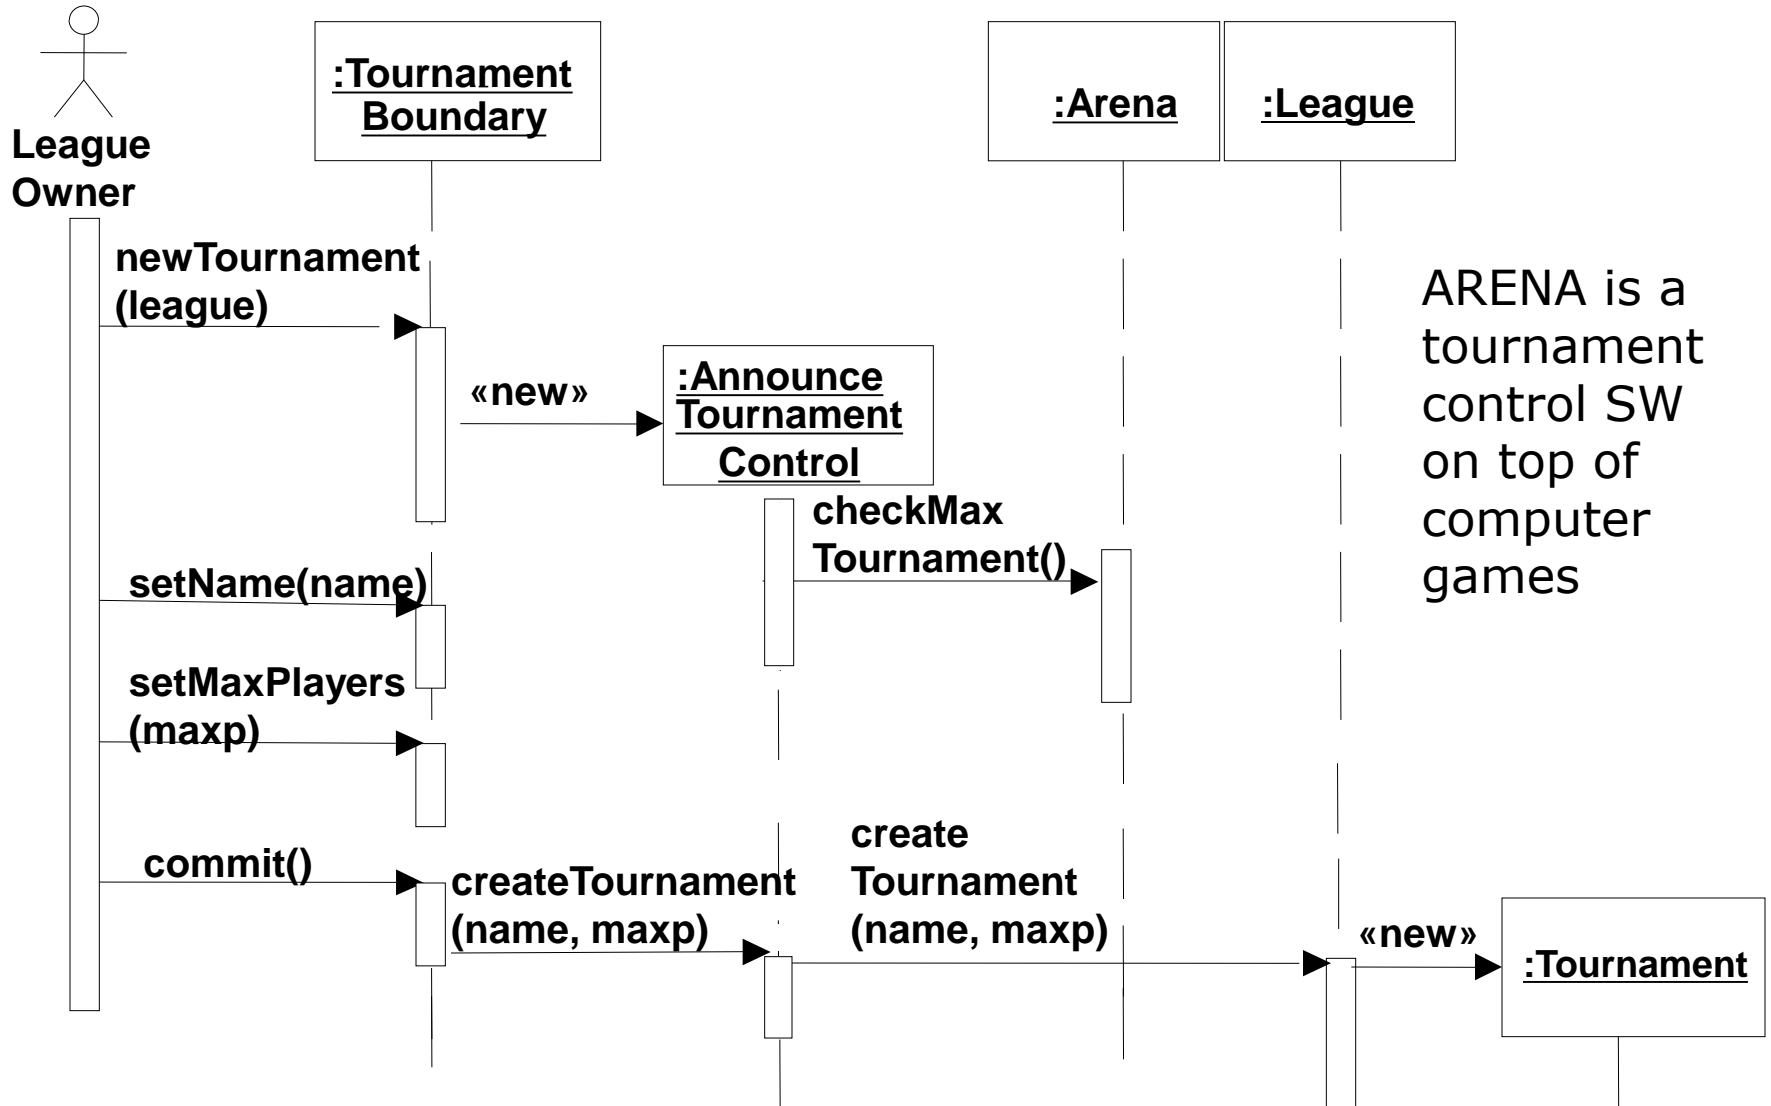 :Tournament
Boundary
:Arena
:League
League
Owner
newTournament
(league)
«new»
:Announce
Tournament
Control
checkMax
Tournament()
setName(name)
setMaxPlayers
(maxp)
commit()
createTournament
(name, maxp)
create
Tournament
(name, maxp)
«new»
:Tournament
ARENA is a
tournament
control SW
on top of
computer
games